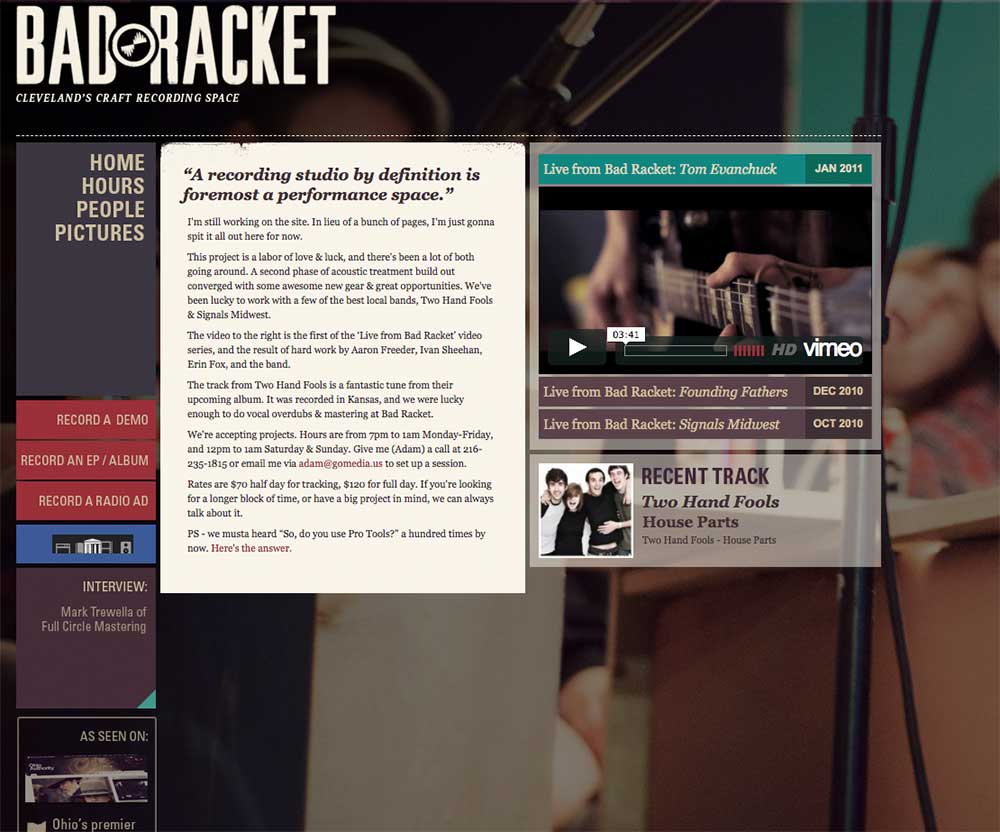 BAD RACKET
CLEVELAND'S CRAFT RECORDING SPACE
HOME
HOURS
PEOPLE
PICTURES
RECORD A DEMO
RECORD AN EP / ALBUM
RECORD A RADIO AD
INTERVIEW:
Mark Trewella of
Full Circle Mastering
AS SEEN ON:
Ohio's premier
“A recording studio by definition is
foremost a performance space.”
I'm still working on the site. In lieu of a bunch of pages, I'm just gonna
spit it all out here for now.
This project is a labor of love & luck, and there's been a lot of both
going around. A second phase of acoustic treatment build out
converged with some awesome new gear & great opportunities. We've
been lucky to work with a few of the best local bands, Two Hand Fools
& Signals Midwest.
The video to the right is the first of the ‘Live from Bad Racket’ video
series, and the result of hard work by Aaron Freeder, Ivan Sheehan,
Erin Fox, and the band.
The track from Two Hand Fools is a fantastic tune from their
upcoming album. It was recorded in Kansas, and we were lucky
enough to do vocal overdubs & mastering at Bad Racket.
We're accepting projects. Hours are from 7pm to 1am Monday-Friday,
and 12pm to 1am Saturday & Sunday. Give me (Adam) a call at 216-
235-1815 or email me via adam@gomedia.us to set up a session.
Rates are $70 half day for tracking, $120 for full day. If you're looking
for a longer block of time, or have a big project in mind, we can always
talk about it.
PS - we musta heard “So, do you use Pro Tools?” a hundred times by
now. Here's the answer.
Live from Bad Racket: Tom Evanchuck JAN 2011
03:41
HD vimeo
Live from Bad Racket: Founding Fathers DEC 2010
Live from Bad Racket: Signals Midwest OCT 2010
RECENT TRACK
Two Hand Fools
House Parts
Two Hand Fools - House Parts